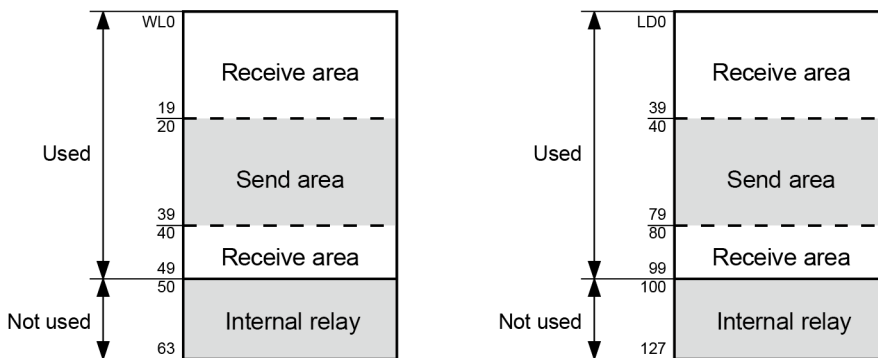 WL0
Receive area
19
20
Used
Send area
39
40
Receive area
49
50
Not used
Internal relay
63
LD0
Receive area
39
40
Used
Send area
79
80
Receive area
99
100
Not used
Internal relay
127